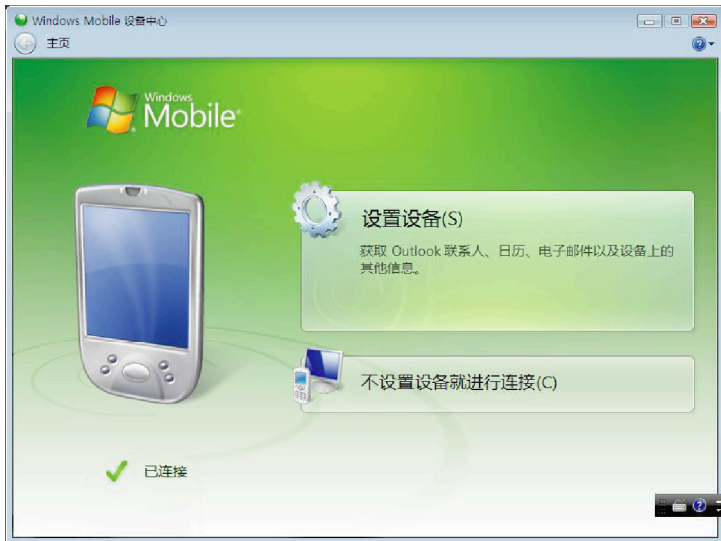 Windows Mobile 设备中心
主页
Windows
Mobile
设置设备(S)
获取 Outlook 联系人、日历、电子邮件以及设备上的
其他信息。
不设置设备就进行连接(C)
已连接